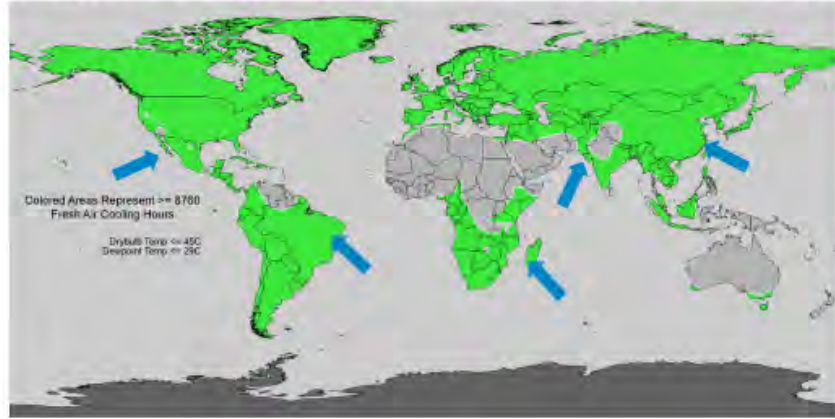 Colored Areas Represent >= 8760
Fresh Air Cooling Hours
Drybulb Temp <= 45C
Dewpoint Temp <= 29C